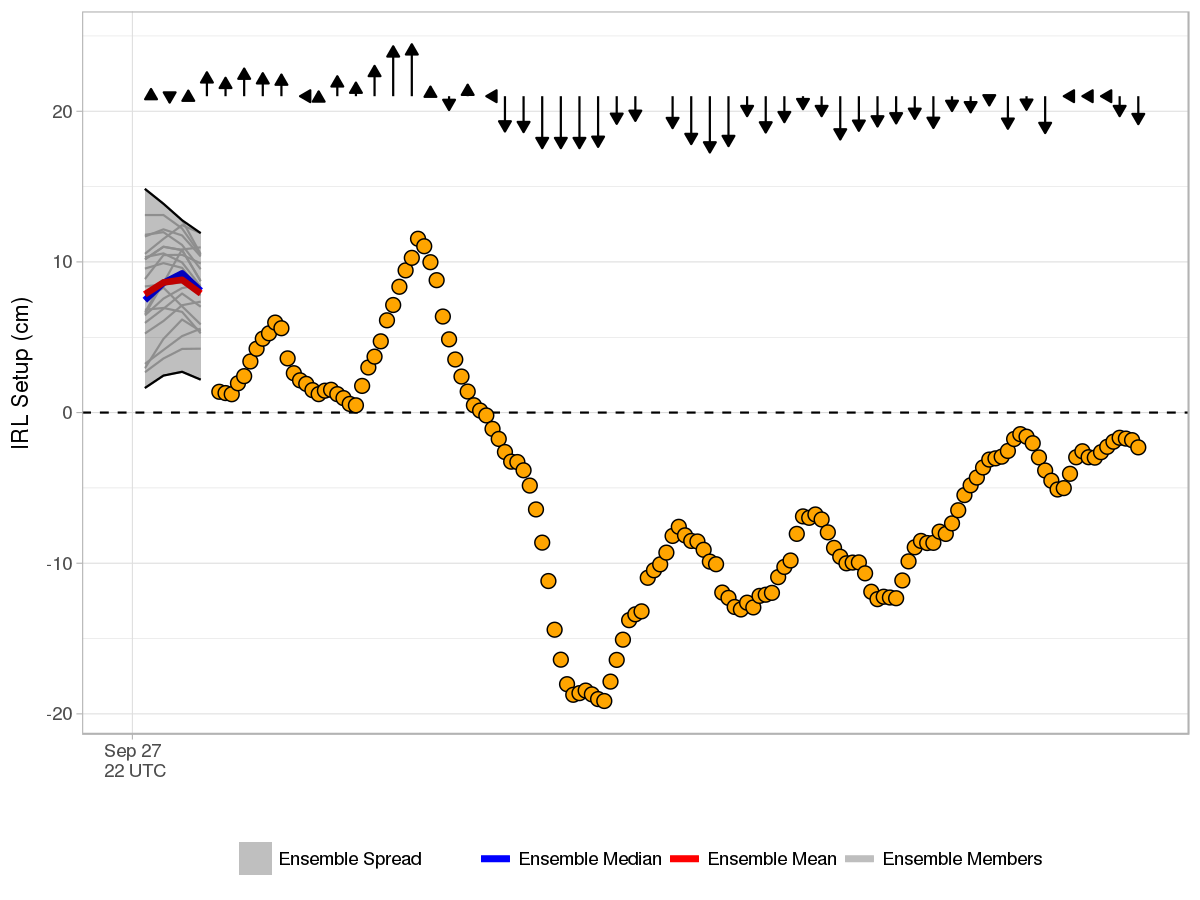 IRL Setup (cm)
20
10
0
-10
-20
Sep 27
22 UTC
Ensemble Spread
Ensemble Median
Ensemble Mean
Ensemble Members